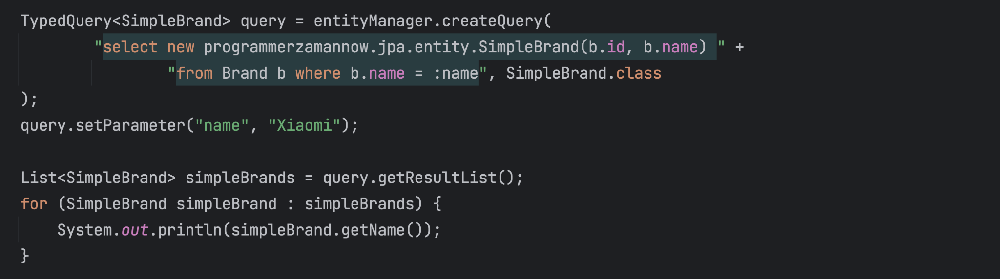 TypedQuery<SimpleBrand> query = entityManager.createQuery(
"select new programmerzamannow.jpa.entity.SimpleBrand(b.id, b.name) " +
"from Brand b where b.name = :name", SimpleBrand.class
);
query.setParameter("name", "Xiaomi");
List<SimpleBrand> simpleBrands = query.getResultList();
for (SimpleBrand simpleBrand : simpleBrands) {
System.out.println(simpleBrand.getName());
}